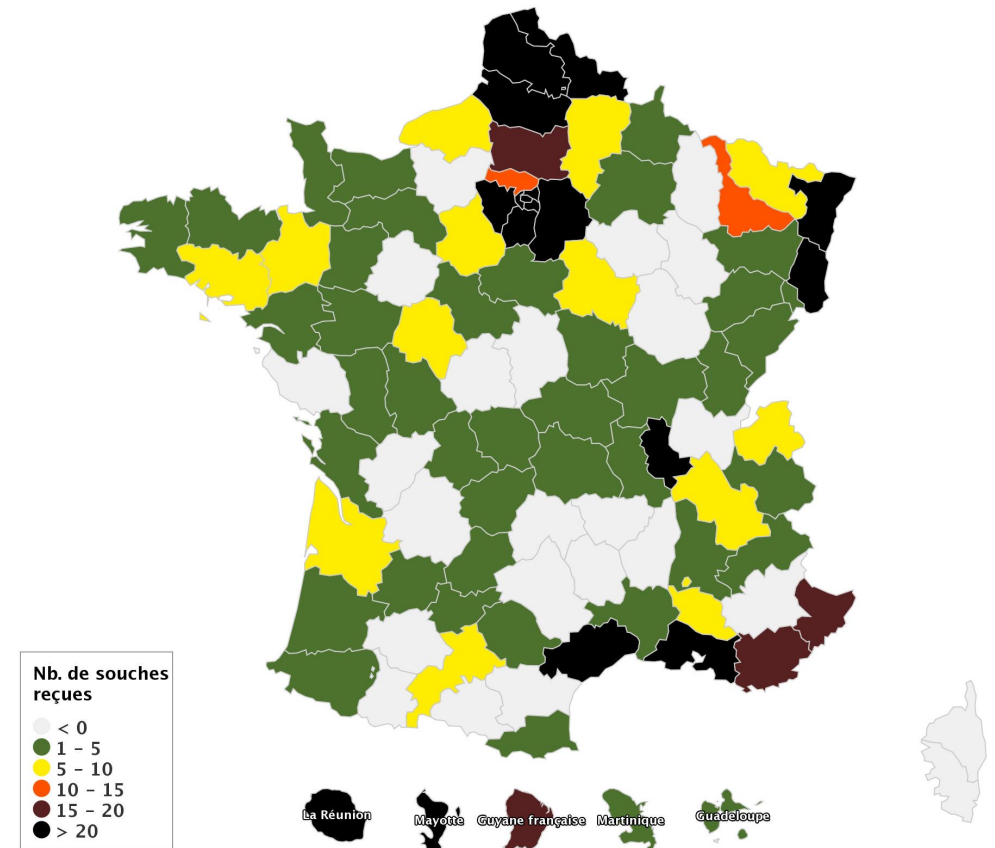 Nb. de souches
reçues
< 0
1 – 5
5 – 10
10 – 15
15 – 20
> 20
La Réunion
Mayotte
Guyane française
Martinique
Guadeloupe